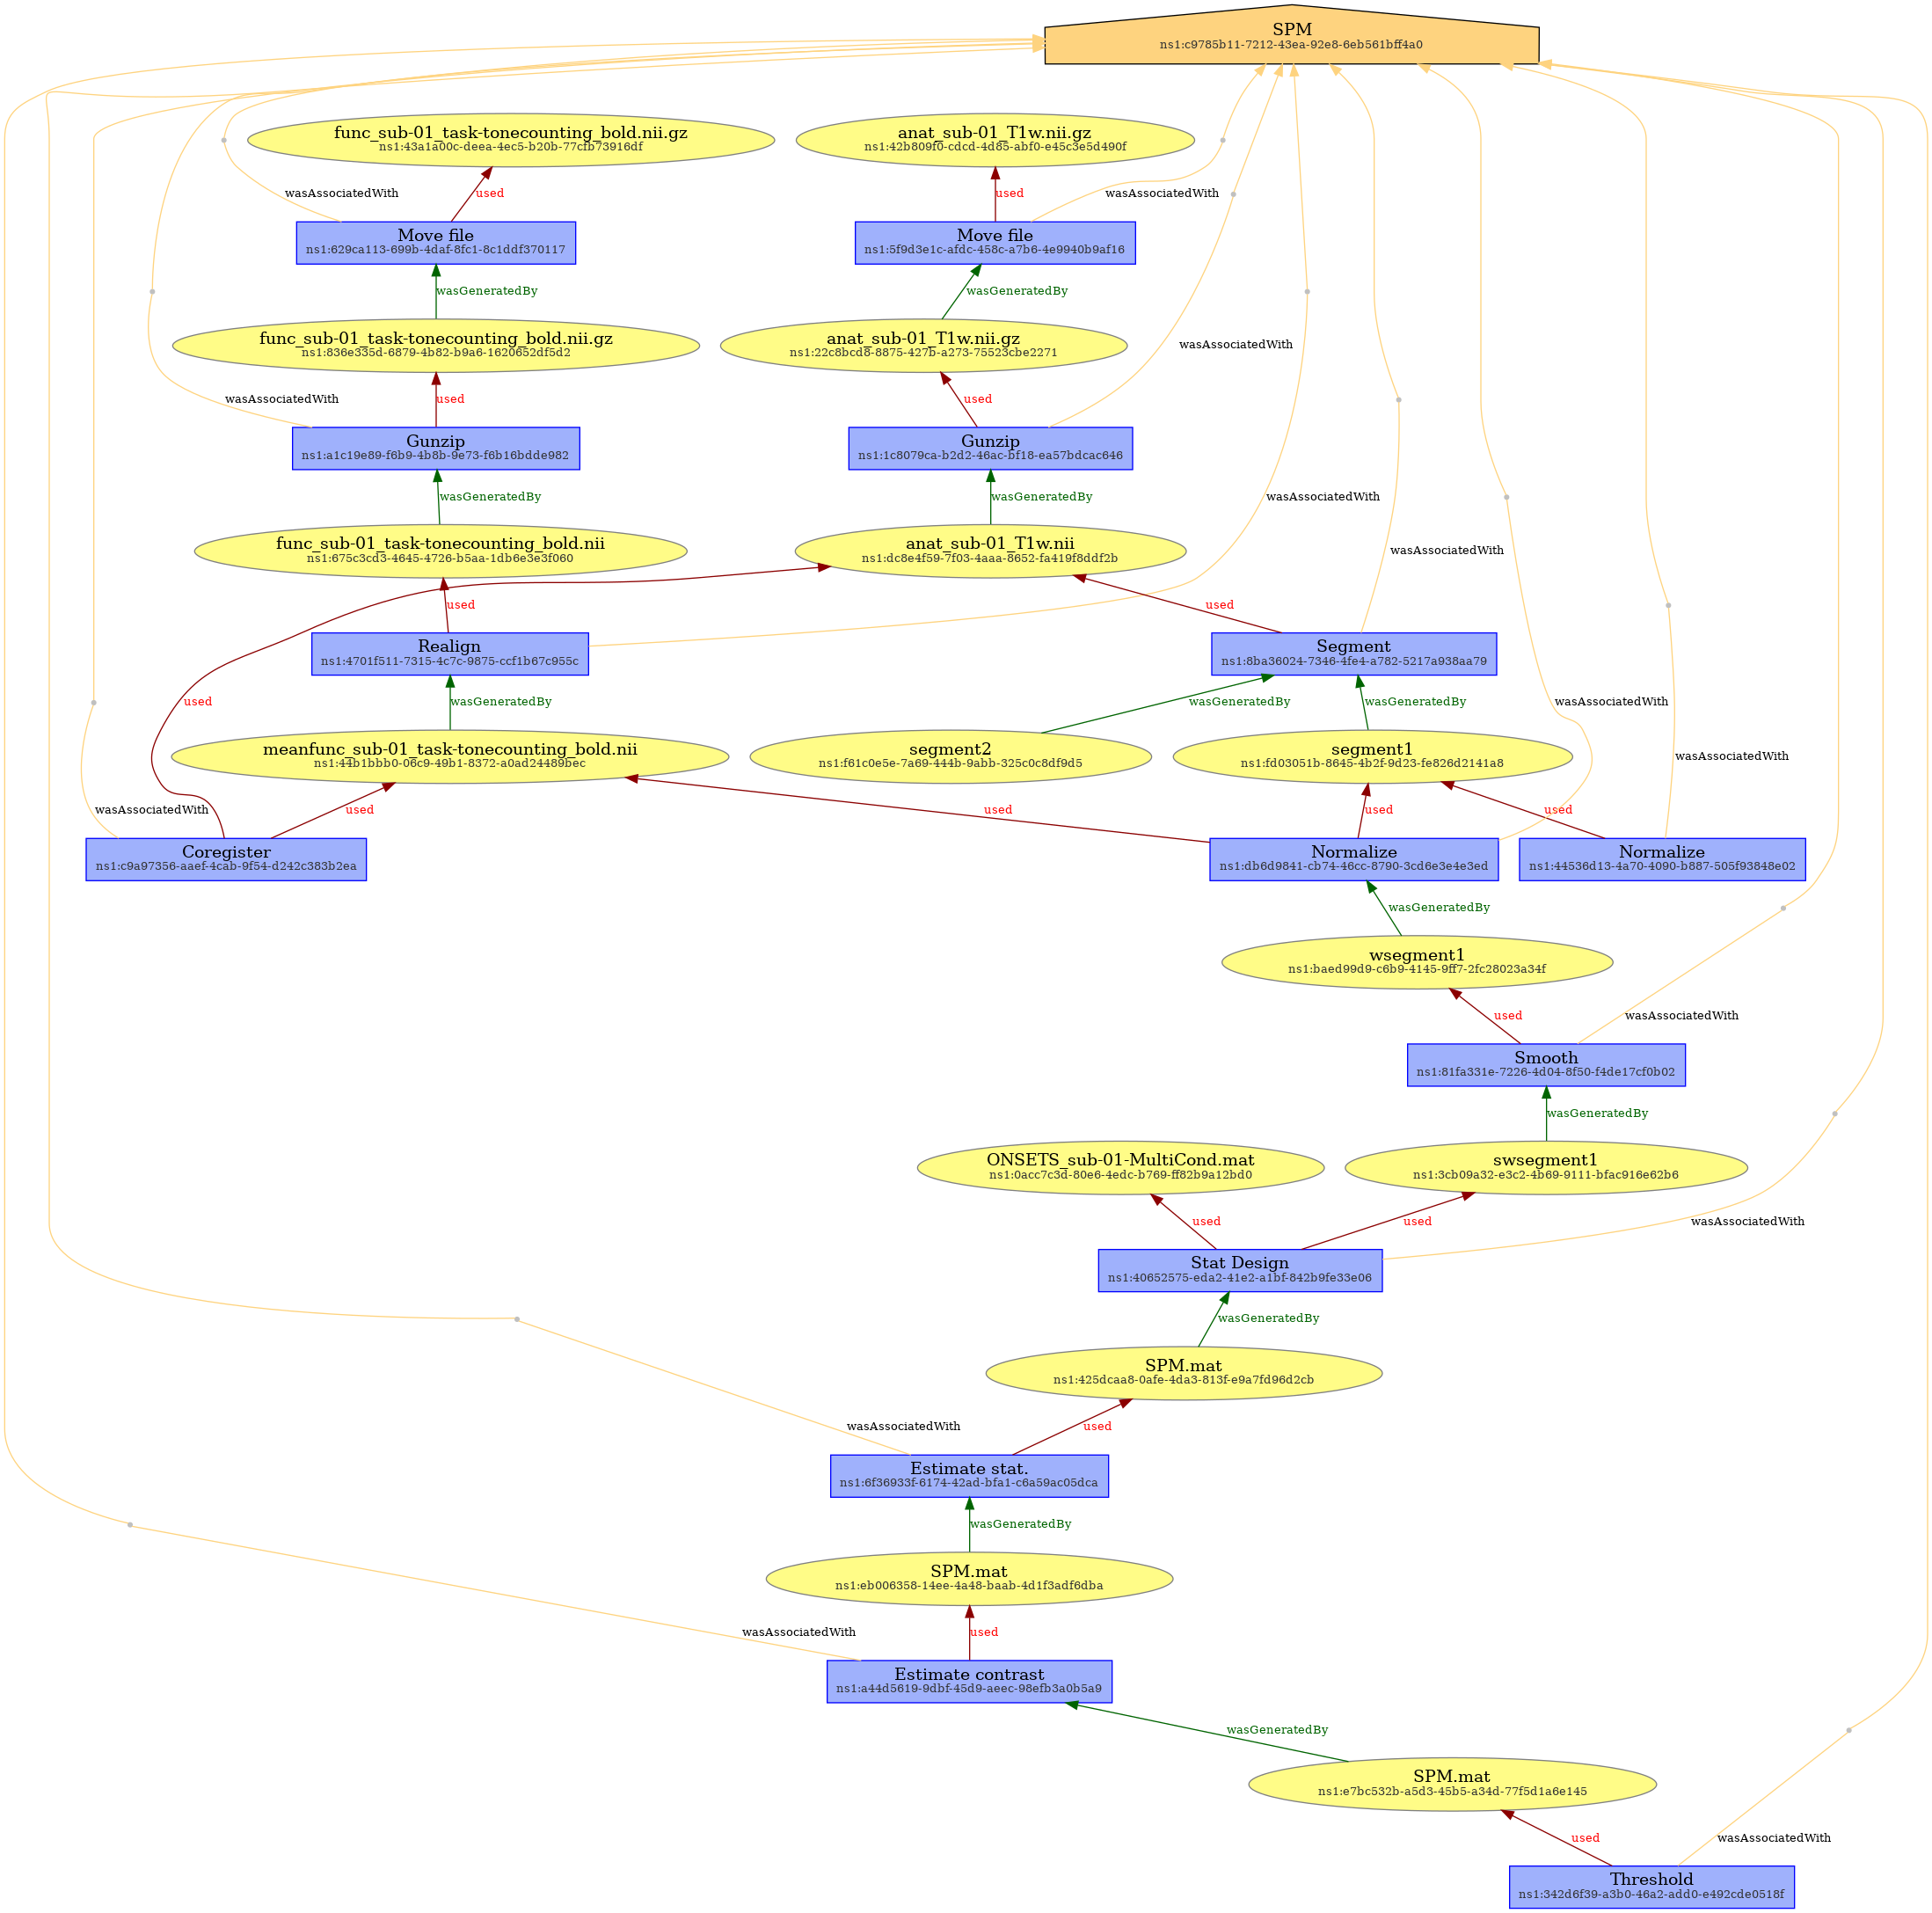 SPM
ns1:c9785b11-7212-43ea-92e8-6eb561bff4a0
func_sub-01_task-tonecounting_bold.nii.gz
ns1:43a1a00c-deea-4ec5-b20b-77cfb73916df
anat_sub-01_T1w.nii.gz
ns1:42b809f0-cdcd-4d85-abf0-e45c3e5d490f
wasAssociatedWith
used
used
wasAssociatedWith
Move file
ns1:629ca113-699b-4daf-8fc1-8c1ddf370117
Move file
ns1:5f9d3e1c-afdc-458c-a7b6-4e9940b9af16
wasGeneratedBy
wasGeneratedBy
func_sub-01_task-tonecounting_bold.nii.gz
ns1:836e335d-6879-4b82-b9a6-1620652df5d2
anat_sub-01_T1w.nii.gz
ns1:22c8bcd8-8875-427b-a273-75523cbe2271
wasAssociatedWith
wasAssociatedWith
used
used
Gunzip
ns1:a1c19e89-f6b9-4b8b-9e73-f6b16bdde982
Gunzip
ns1:1c8079ca-b2d2-46ac-bf18-ea57bdcac646
wasGeneratedBy
wasGeneratedBy
wasAssociatedWith
func_sub-01_task-tonecounting_bold.nii
ns1:675c3cd3-4645-4726-b5aa-1db6e3e3f060
anat_sub-01_T1w.nii
ns1:dc8e4f59-7f03-4aaa-8652-fa419f8ddf2b
wasAssociatedWith
used
used
Realign
ns1:4701f511-7315-4c7c-9875-ccf1b67c955c
Segment
ns1:8ba36024-7346-4fe4-a782-5217a938aa79
used
wasGeneratedBy
wasGeneratedBy
wasGeneratedBy
wasAssociatedWith
meanfunc_sub-01_task-tonecounting_bold.nii
ns1:44b1bbb0-06c9-49b1-8372-a0ad24489bec
segment2
ns1:f61c0e5e-7a69-444b-9abb-325c0c8df9d5
segment1
ns1:fd03051b-8645-4b2f-9d23-fe826d2141a8
wasAssociatedWith
wasAssociatedWith
used
used
used
used
Coregister
ns1:c9a97356-aaef-4cab-9f54-d242c383b2ea
Normalize
ns1:db6d9841-cb74-46cc-8790-3cd6e3e4e3ed
Normalize
ns1:44536d13-4a70-4090-b887-505f93848e02
wasGeneratedBy
wsegment1
ns1:baed99d9-c6b9-4145-9ff7-2fc28023a34f
used
wasAssociatedWith
Smooth
ns1:81fa331e-7226-4d04-8f50-f4de17cf0b02
wasGeneratedBy
ONSETS_sub-01-MultiCond.mat
ns1:0acc7c3d-80e6-4edc-b769-ff82b9a12bd0
swsegment1
ns1:3cb09a32-e3c2-4b69-9111-bfac916e62b6
used
used
wasAssociatedWith
Stat Design
ns1:40652575-eda2-41e2-a1bf-842b9fe33e06
wasGeneratedBy
SPM.mat
ns1:425dcaa8-0afe-4da3-813f-e9a7fd96d2cb
wasAssociatedWith
used
Estimate stat.
ns1:6f36933f-6174-42ad-bfa1-c6a59ac05dca
wasGeneratedBy
SPM.mat
ns1:eb006358-14ee-4a48-baab-4d1f3adf6dba
wasAssociatedWith
used
Estimate contrast
ns1:a44d5619-9dbf-45d9-aeec-98efb3a0b5a9
wasGeneratedBy
SPM.mat
ns1:e7bc532b-a5d3-45b5-a34d-77f5d1a6e145
used
wasAssociatedWith
Threshold
ns1:342d6f39-a3b0-46a2-add0-e492cde0518f